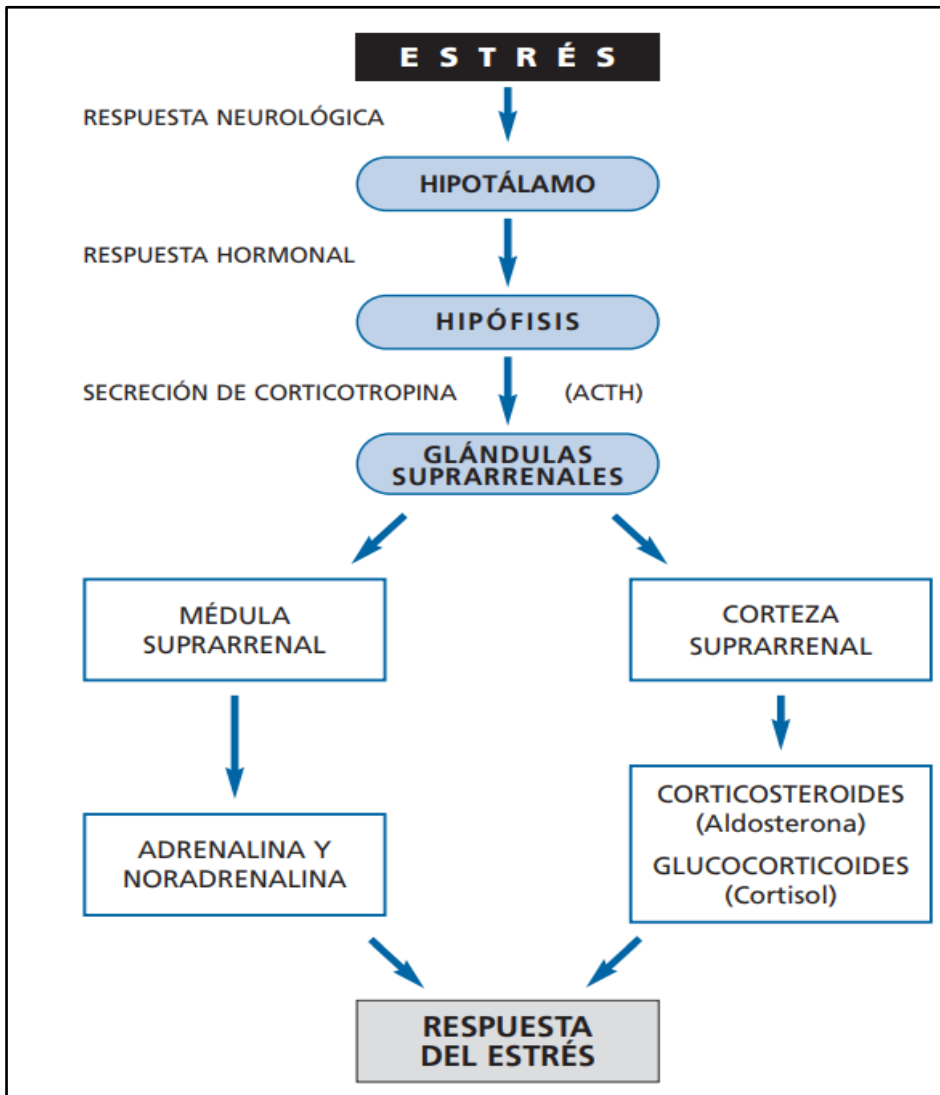 E S T R É S
RESPUESTA NEUROLÓGICA
HIPOTÁLAMO
RESPUESTA HORMONAL
HIPÓFISIS
SECRECIÓN DE CORTICOTROPINA (ACTH)
GLÁNDULAS
SUPRARRENALES
MÉDULA
SUPRARRENAL
CORTEZA
SUPRARRENAL
ADRENALINA Y
NORADRENALINA
CORTICOSTEROIDES
(Aldosterona)
GLUCOCORTICOIDES
(Cortisol)
RESPUESTA
DEL ESTRÉS